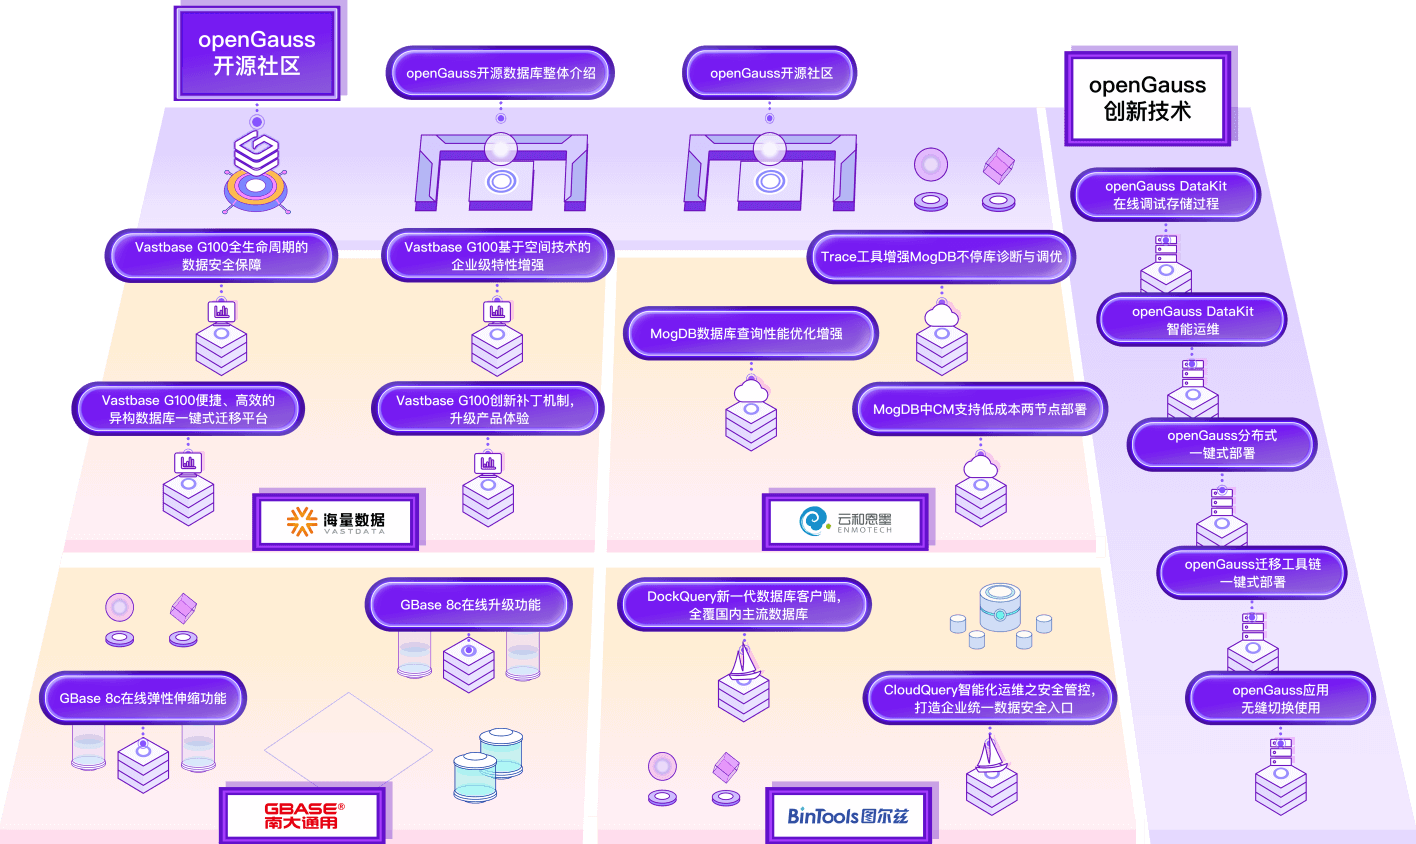 openGauss
开源社区
openGauss开源数据库整体介绍
openGauss开源社区
openGauss
创新技术
openGauss DataKit
在线调试存储过程
openGauss DataKit
智能运维
openGauss分布式
一键式部署
openGauss迁移工具链
一键式部署
openGauss应用
无缝切换使用
Vastbase G100全生命周期的
数据安全保障
Vastbase G100基于空间技术的
企业级特性增强
Vastbase G100便捷、高效的
异构数据库一键式迁移平台
Vastbase G100创新补丁机制,
升级产品体验
海量数据
VASTDATA
Trace工具增强MogDB不停库诊断与调优
MogDB数据库查询性能优化增强
MogDB中CM支持低成本两节点部署
云和恩墨
ENMOTECH
GBase 8c在线升级功能
GBase 8c在线弹性伸缩功能
GBASE®
南大通用
DockQuery新一代数据库客户端,
全覆国内主流数据库
CloudQuery智能化运维之安全管控,
打造企业统一数据安全入口
BinTools图尔兹